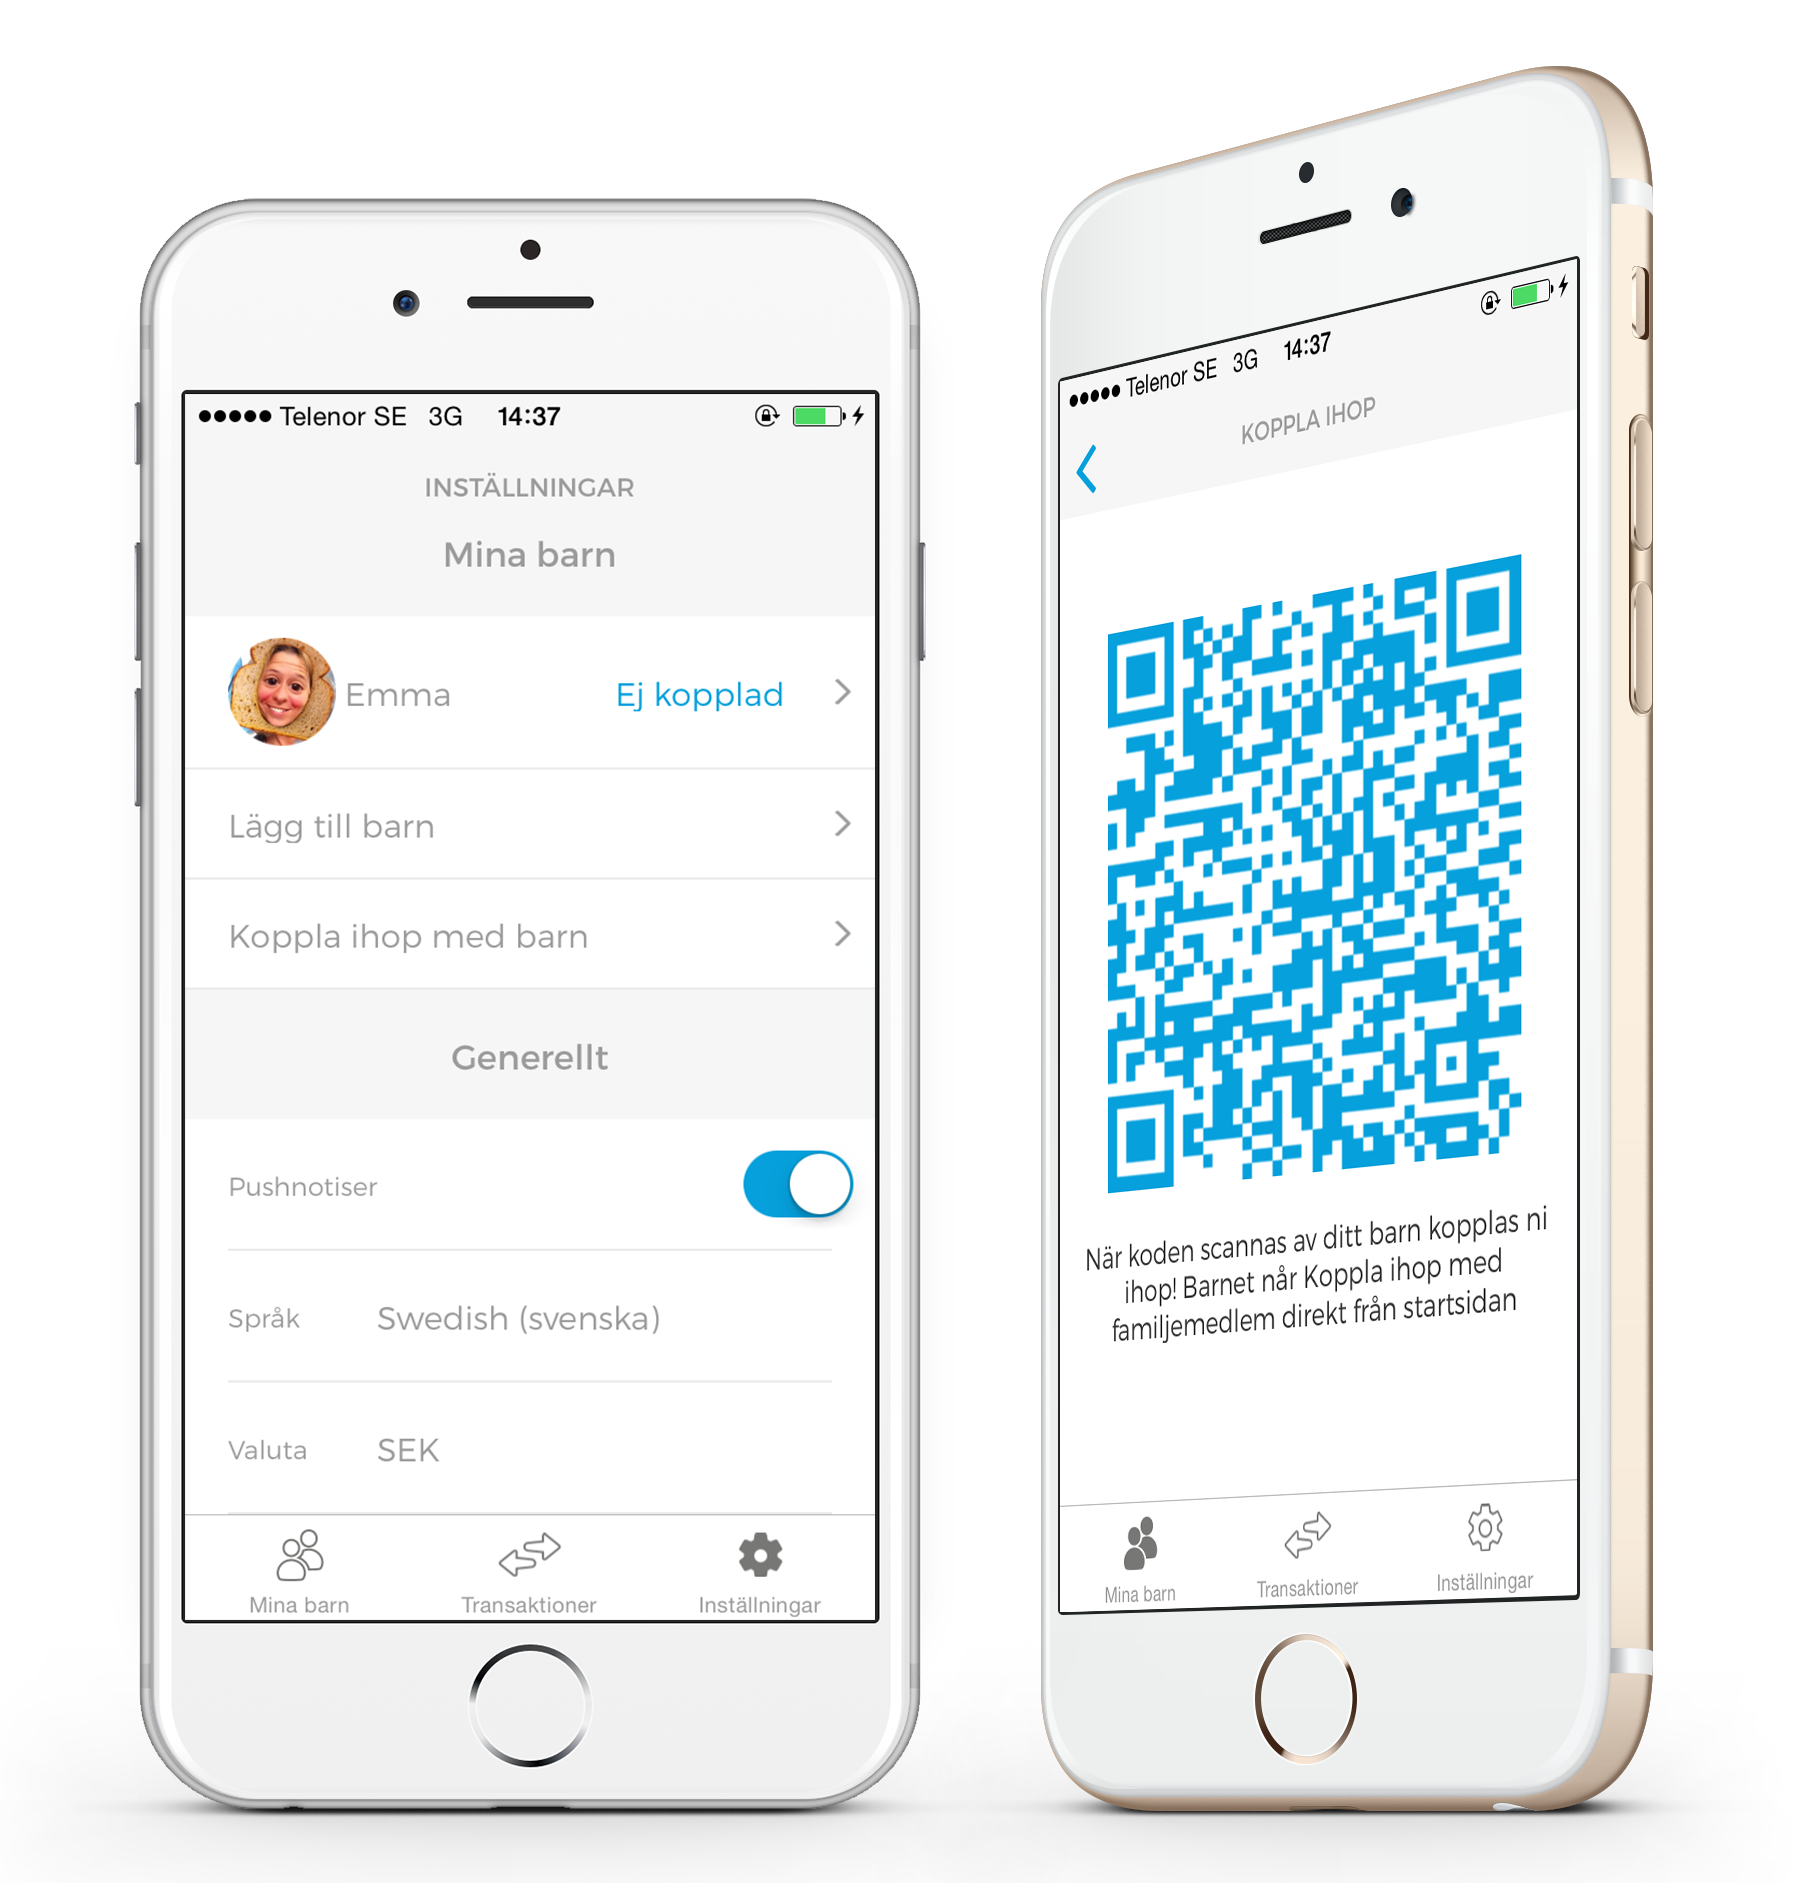 Telenor SE 3G 14:37
INSTÄLLNINGAR
Mina barn
Emma Ej kopplad
Lägg till barn
Koppla ihop med barn
Generellt
Pushnotiser
Språk Swedish (svenska)
Valuta SEK
Mina barn Transaktioner Inställningar
Telenor SE 3G 14:37
KOPPLA IHOP
När koden scannas av ditt barn kopplas ni
ihop! Barnet når Koppla ihop med
familjemedlem direkt från startsidan
Mina barn Transaktioner Inställningar